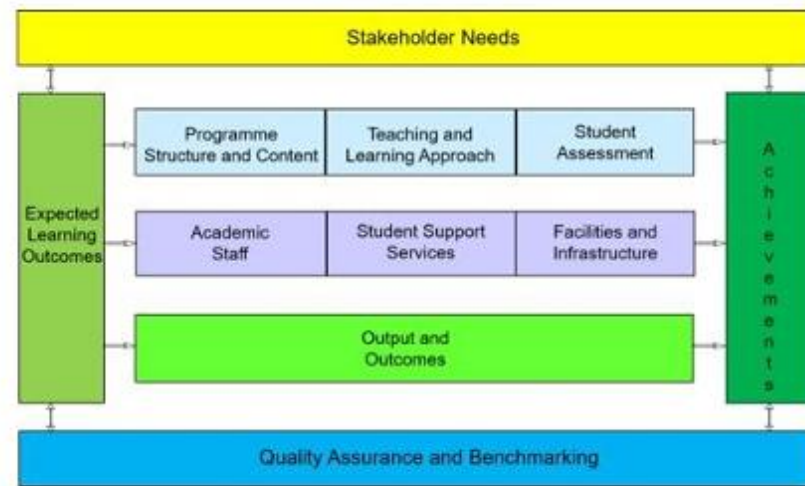 Stakeholder Needs
Programme
Structure and Content
Teaching and
Learning Approach
Student
Assessment
Expected
Learning
Outcomes
Academic
Staff
Student Support
Services
Facilities and
Infrastructure
Output and
Outcomes
Achievements
Quality Assurance and Benchmarking